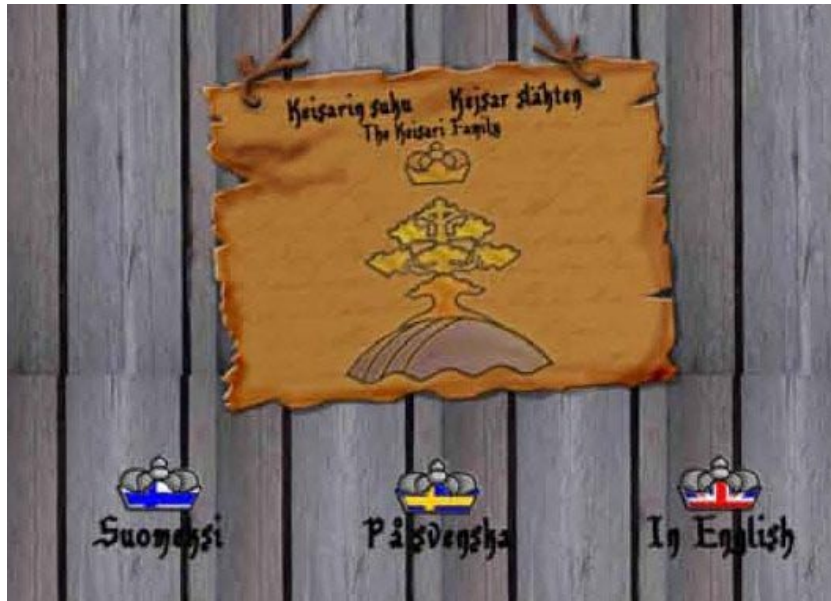 Keisarin suku Kejsar släkten
The Keisari Family
Suomeksi
På svenska
In English